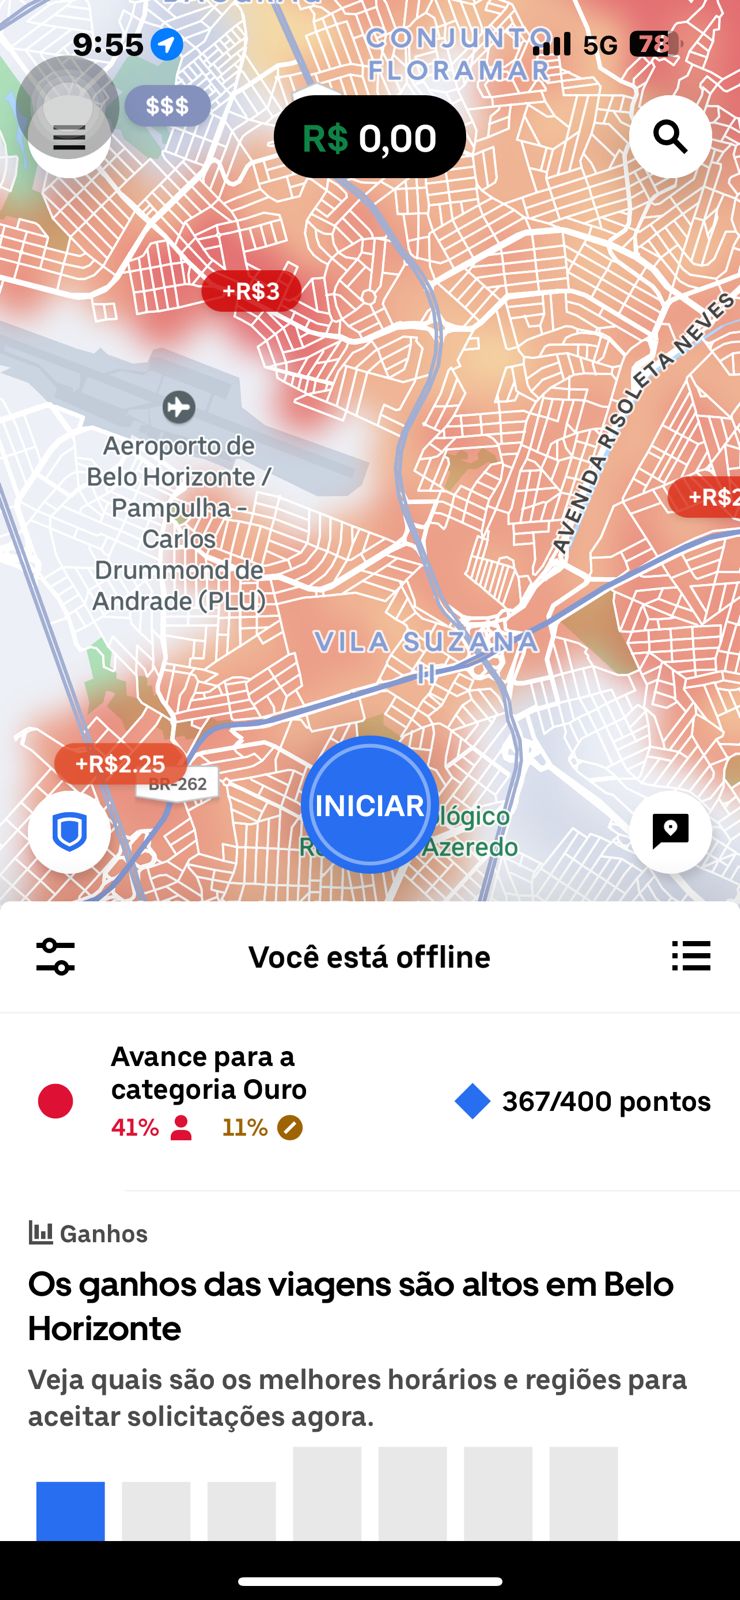 9:55
CONJUNTO
FLORAMAR
5G
78
$$$
R$ 0,00
+R$3
AVENIDA RISOLETA NEVES
Aeroporto de
Belo Horizonte /
Pampulha -
Carlos
Drummond de
Andrade (PLU)
+R$2
VILA SUZANA
II
+R$2.25
BR-262
INICIAR
lógico
Azeredo
Você está offline
Avance para a
categoria Ouro
367/400 pontos
41% 11%
Ganhos
Os ganhos das viagens são altos em Belo
Horizonte
Veja quais são os melhores horários e regiões para
aceitar solicitações agora.